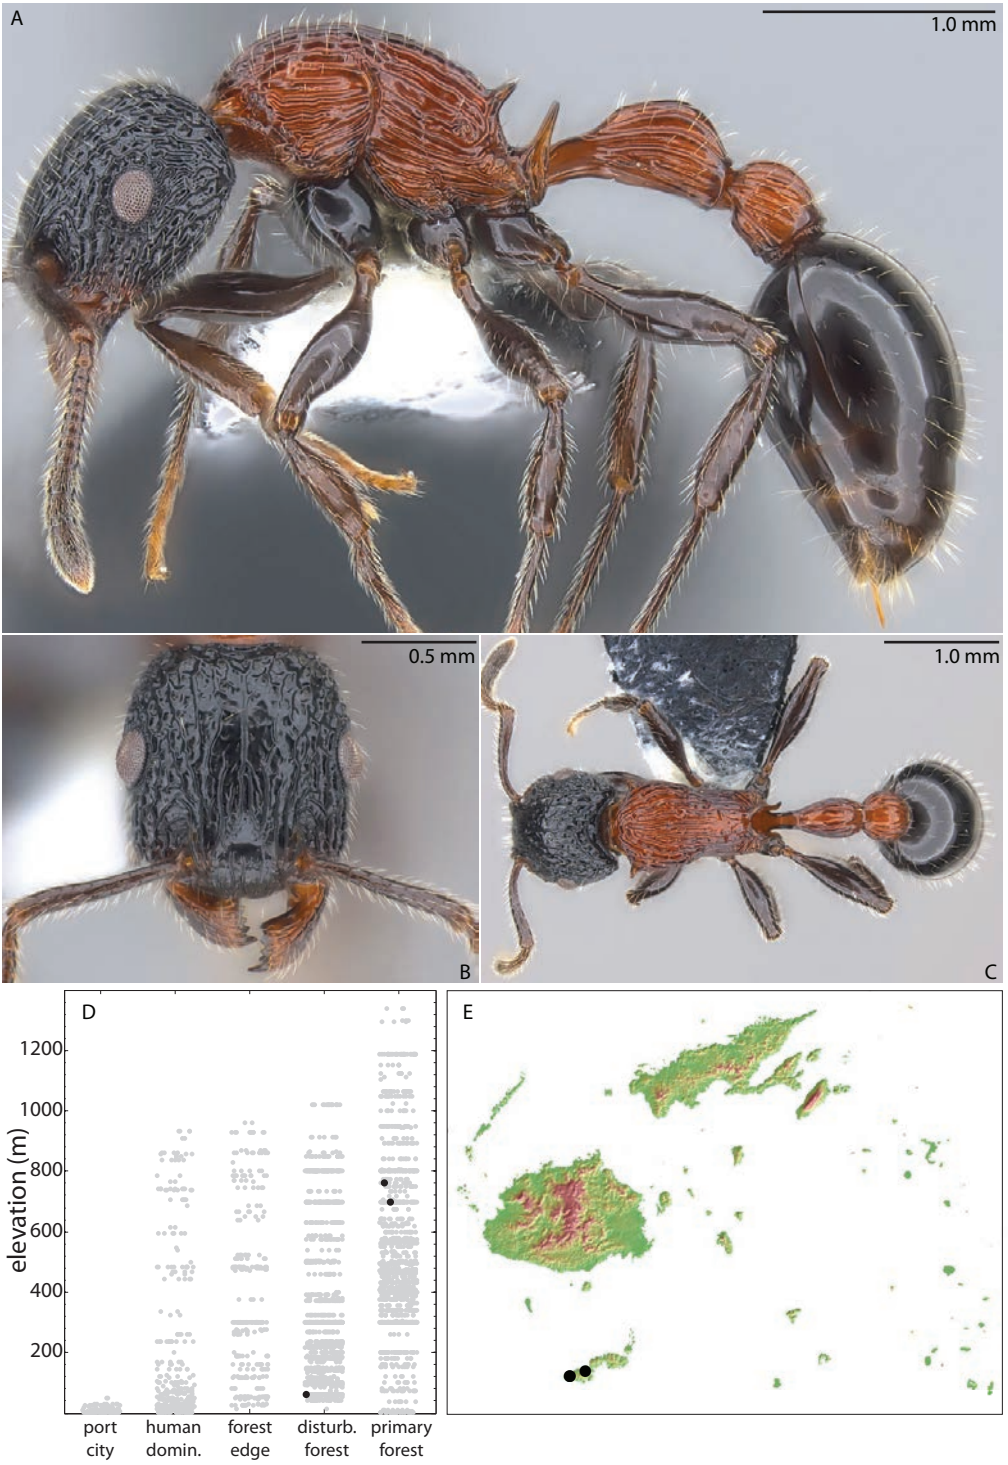 A
1.0 mm
0.5 mm
B
1.0 mm
C
D
elevation (m)
1200
1000
800
600
400
200
port
city
human
domin.
forest
edge
disturb.
forest
primary
forest
E